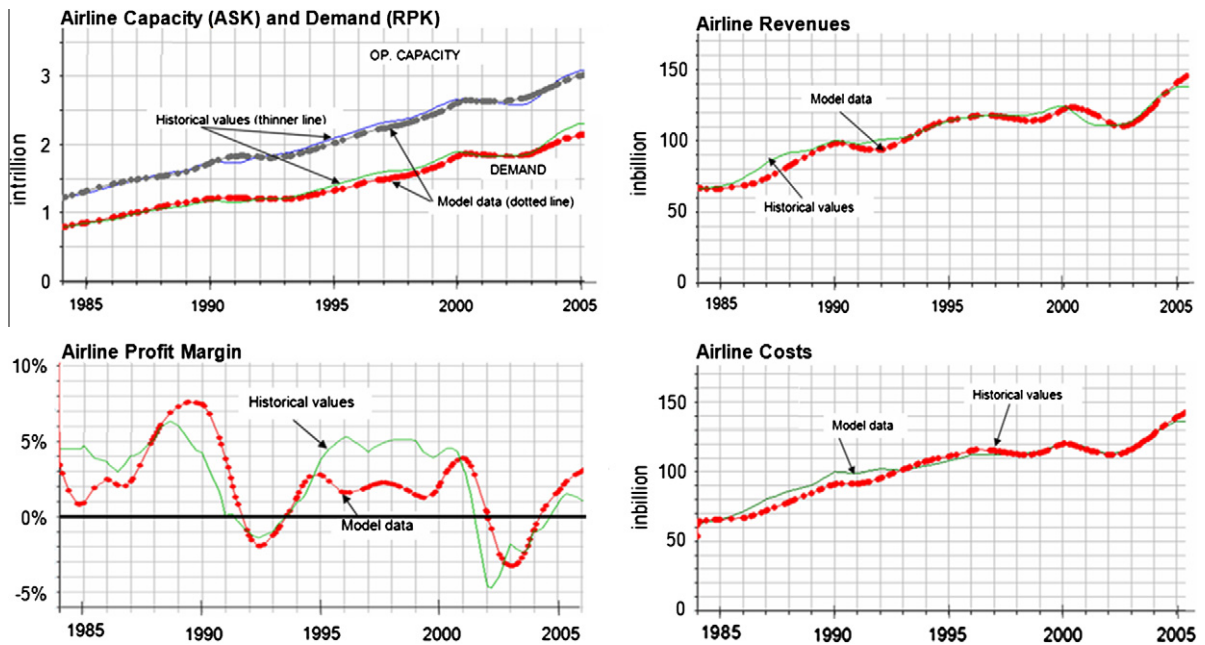 Airline Capacity (ASK) and Demand (RPK)
OP. CAPACITY
3
Historical values (thinner line)
2
DEMAND
intrillion
Model data (dotted line)
1
0
1985 1990 1995 2000 2005
Airline Revenues
150
Model data
100
inbillion
50
Historical values
0
1985 1990 1995 2000 2005
Airline Profit Margin
10%
Historical values
5%
0%
Model data
-5%
1985 1990 1995 2000 2005
Airline Costs
150
Historical values
Model data
100
inbillion
50
0
1985 1990 1995 2000 2005